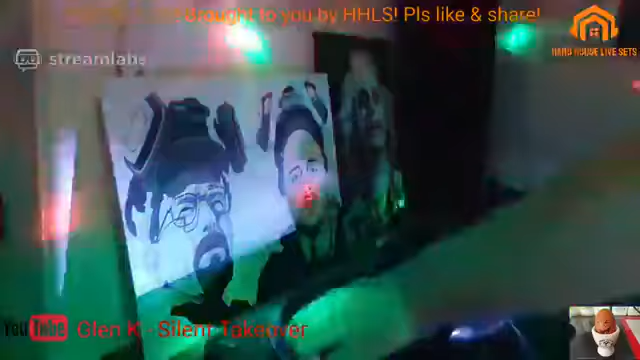 Brought to you by HHLS! Pls like & share!
HARD HOUSE LIVE SETS
streamlabs
YouTube Glen K - Silent Takeover